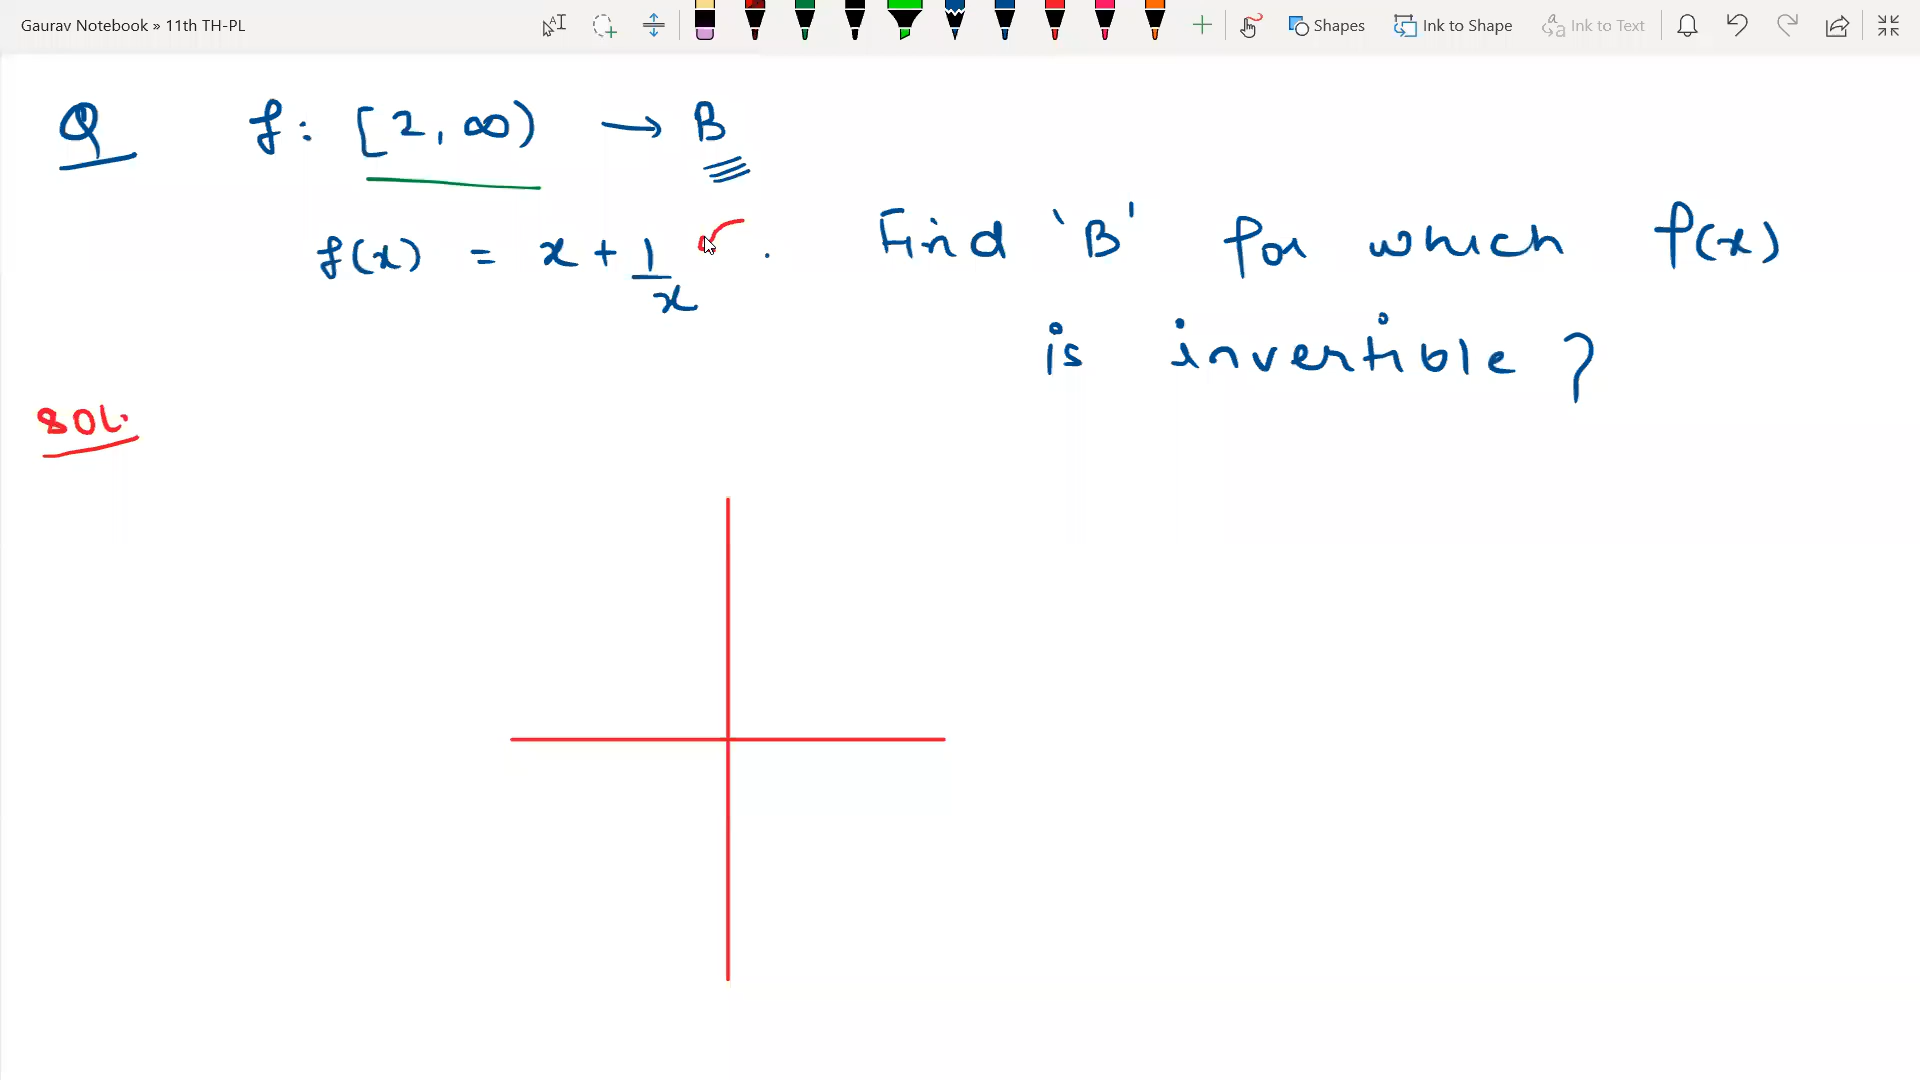 Gaurav Notebook » 11th TH-PL
Shapes
Ink to Shape
Ink to Text
Q f : [2, ∞) → B
f(x) = x + 1/x . Find 'B' for which f(x)
is invertible ?
SOL.